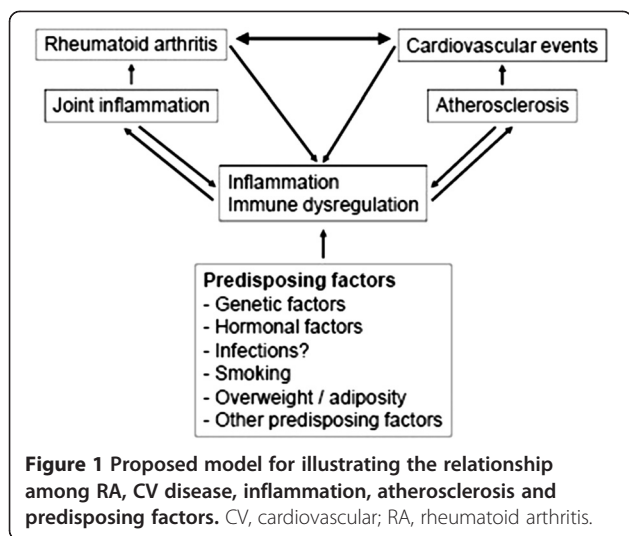 Rheumatoid arthritis
Cardiovascular events
Joint inflammation
Atherosclerosis
Inflammation
Immune dysregulation
Predisposing factors
- Genetic factors
- Hormonal factors
- Infections?
- Smoking
- Overweight / adiposity
- Other predisposing factors
Figure 1 Proposed model for illustrating the relationship
among RA, CV disease, inflammation, atherosclerosis and
predisposing factors. CV, cardiovascular; RA, rheumatoid arthritis.